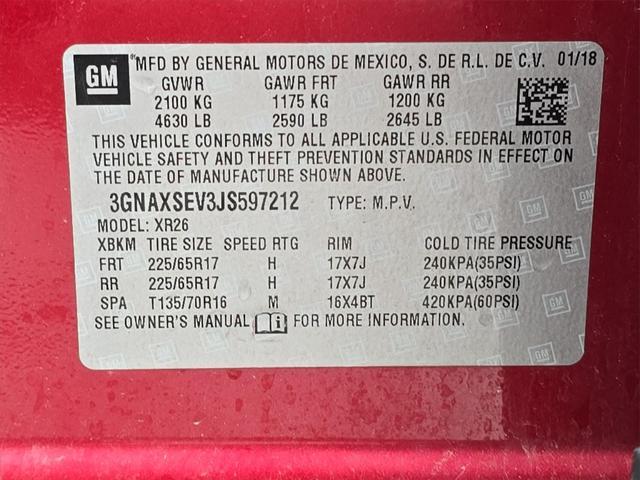 GM MFD BY GENERAL MOTORS DE MEXICO, S. DE R.L. DE C.V. 01/18
GVWR GAWR FRT GAWR RR
2100 KG 1175 KG 1200 KG
4630 LB 2590 LB 2645 LB
THIS VEHICLE CONFORMS TO ALL APPLICABLE U.S. FEDERAL MOTOR
VEHICLE SAFETY AND THEFT PREVENTION STANDARDS IN EFFECT ON
THE DATE OF MANUFACTURE SHOWN ABOVE.
3GNAXSEV3JS597212 TYPE: M.P.V.
MODEL: XR26
XBKM TIRE SIZE SPEED RTG RIM COLD TIRE PRESSURE
FRT 225/65R17 H 17X7J 240KPA(35PSI)
RR 225/65R17 H 17X7J 240KPA(35PSI)
SPA T135/70R16 M 16X4BT 420KPA(60PSI)
SEE OWNER'S MANUAL FOR MORE INFORMATION.